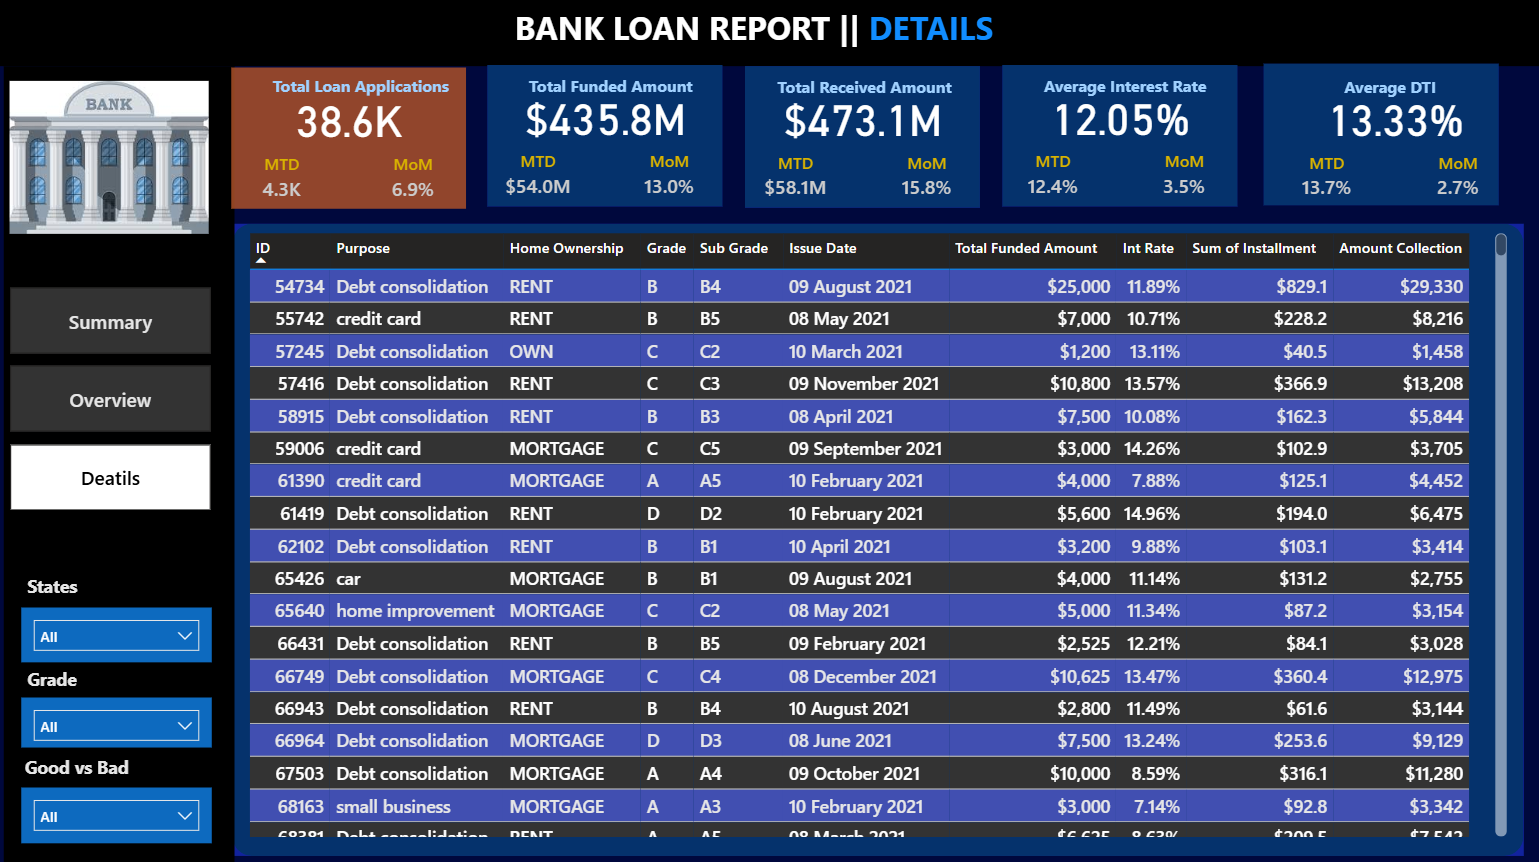 BANK LOAN REPORT || DETAILS
BANK
Total Loan Applications
38.6K
MTD MoM
4.3K 6.9%
Total Funded Amount
$435.8M
MTD MoM
$54.0M 13.0%
Total Received Amount
$473.1M
MTD MoM
$58.1M 15.8%
Average Interest Rate
12.05%
MTD MoM
12.4% 3.5%
Average DTI
13.33%
MTD MoM
13.7% 2.7%
Summary
Overview
Deatils
States
All
Grade
All
Good vs Bad
All
ID Purpose Home Ownership Grade Sub Grade Issue Date Total Funded Amount Int Rate Sum of Installment Amount Collection
54734 Debt consolidation RENT B B4 09 August 2021 $25,000 11.89% $829.1 $29,330
55742 credit card RENT B B5 08 May 2021 $7,000 10.71% $228.2 $8,216
57245 Debt consolidation OWN C C2 10 March 2021 $1,200 13.11% $40.5 $1,458
57416 Debt consolidation RENT C C3 09 November 2021 $10,800 13.57% $366.9 $13,208
58915 Debt consolidation RENT B B3 08 April 2021 $7,500 10.08% $162.3 $5,844
59006 credit card MORTGAGE C C5 09 September 2021 $3,000 14.26% $102.9 $3,705
61390 credit card MORTGAGE A A5 10 February 2021 $4,000 7.88% $125.1 $4,452
61419 Debt consolidation RENT D D2 10 February 2021 $5,600 14.96% $194.0 $6,475
62102 Debt consolidation RENT B B1 10 April 2021 $3,200 9.88% $103.1 $3,414
65426 car MORTGAGE B B1 09 August 2021 $4,000 11.14% $131.2 $2,755
65640 home improvement MORTGAGE C C2 08 May 2021 $5,000 11.34% $87.2 $3,154
66431 Debt consolidation RENT B B5 09 February 2021 $2,525 12.21% $84.1 $3,028
66749 Debt consolidation MORTGAGE C C4 08 December 2021 $10,625 13.47% $360.4 $12,975
66943 Debt consolidation RENT B B4 10 August 2021 $2,800 11.49% $61.6 $3,144
66964 Debt consolidation MORTGAGE D D3 08 June 2021 $7,500 13.24% $253.6 $9,129
67503 Debt consolidation MORTGAGE A A4 09 October 2021 $10,000 8.59% $316.1 $11,280
68163 small business MORTGAGE A A3 10 February 2021 $3,000 7.14% $92.8 $3,342
Debt consolidation RENT A 08 March 2021